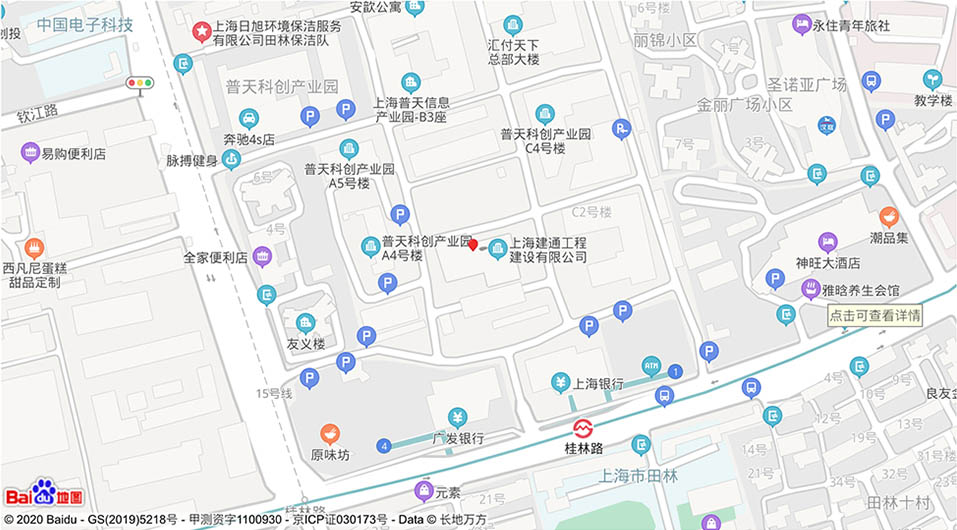 安歆公寓
6号楼
中国电子科技
创投
上海日旭环境保洁服务
有限公司田林保洁队
汇付天下
总部大楼
丽锦小区
1号
永住青年旅社
普天科创产业园
圣诺亚广场
钦江路
上海普天信息
产业园-B3座
金丽广场小区
教学楼
奔驰4s店
普天科创产业园
C4号楼
汉庭
易购便利店
脉搏健身
7号
3号
普天科创产业园
A5号楼
6号
C2号楼
4号
普天科创产业园
A4号楼
上海建通工程
建设有限公司
潮品集
全家便利店
神旺大酒店
西凡尼蛋糕
甜品定制
雅晗养生会馆
点击可查看详情
友义楼
ATM
1
上海银行
15号线
4号
9号
10号
良友
广发银行
4
原味坊
桂林路
12号
19号
14号
18号
31号
上海市田林
21号
23号
元素
田林十村
桂林路
Bai du 地图
© 2020 Baidu - GS(2019)5218号 - 甲测资字1100930 - 京ICP证030173号 - Data © 长地万方